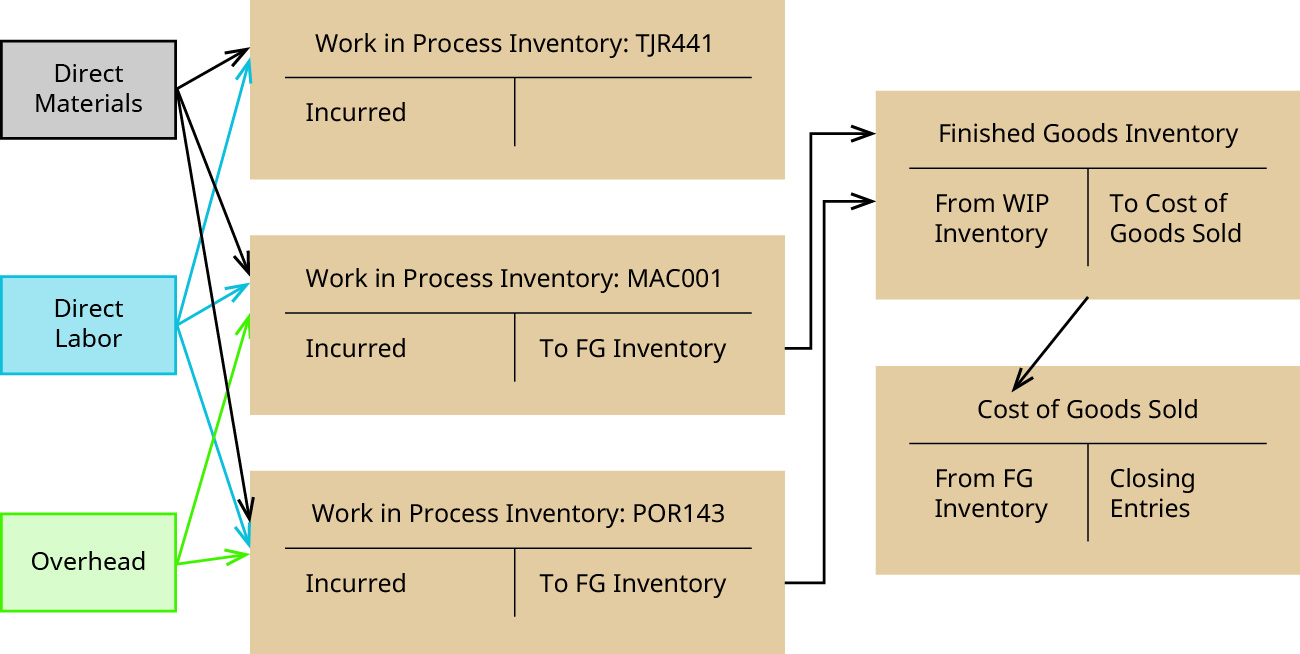 Direct
Materials
Direct
Labor
Overhead
Work in Process Inventory: TJR441
Incurred
Work in Process Inventory: MAC001
Incurred
To FG Inventory
Work in Process Inventory: POR143
Incurred
To FG Inventory
Finished Goods Inventory
From WIP
Inventory
To Cost of
Goods Sold
Cost of Goods Sold
From FG
Inventory
Closing
Entries